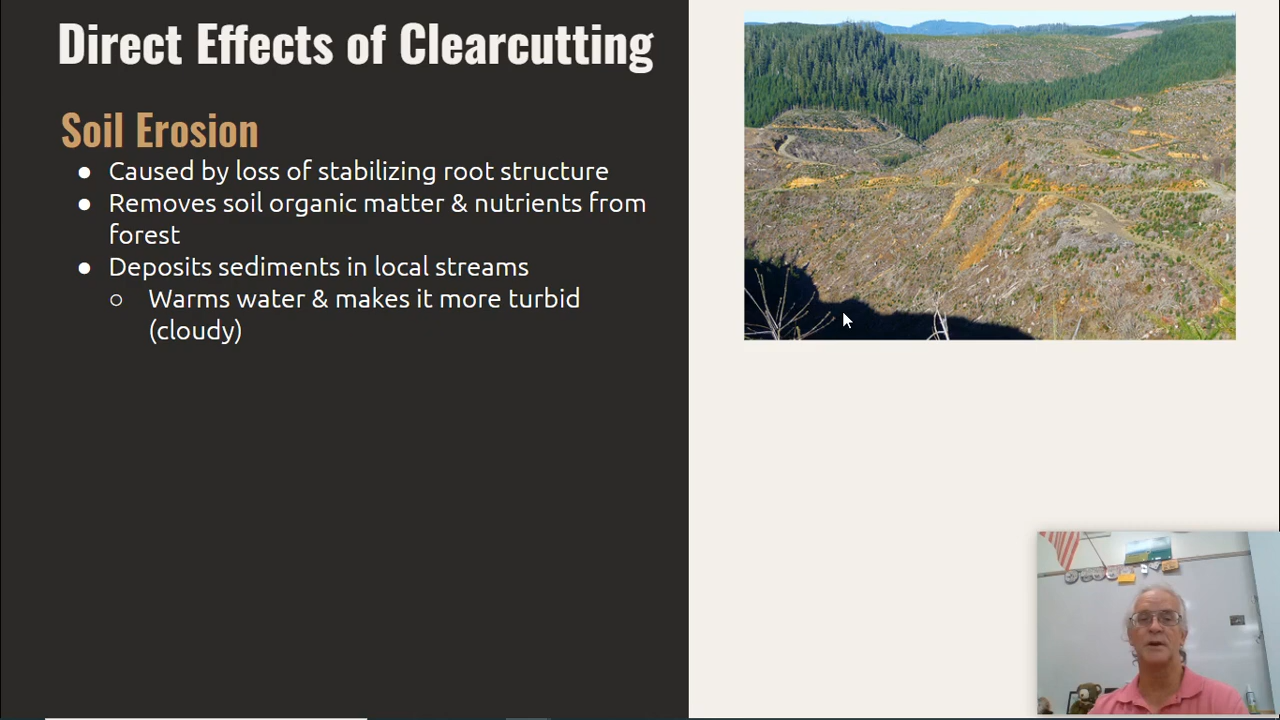 Direct Effects of Clearcutting
Soil Erosion
● Caused by loss of stabilizing root structure
● Removes soil organic matter & nutrients from
forest
● Deposits sediments in local streams
○ Warms water & makes it more turbid
(cloudy)